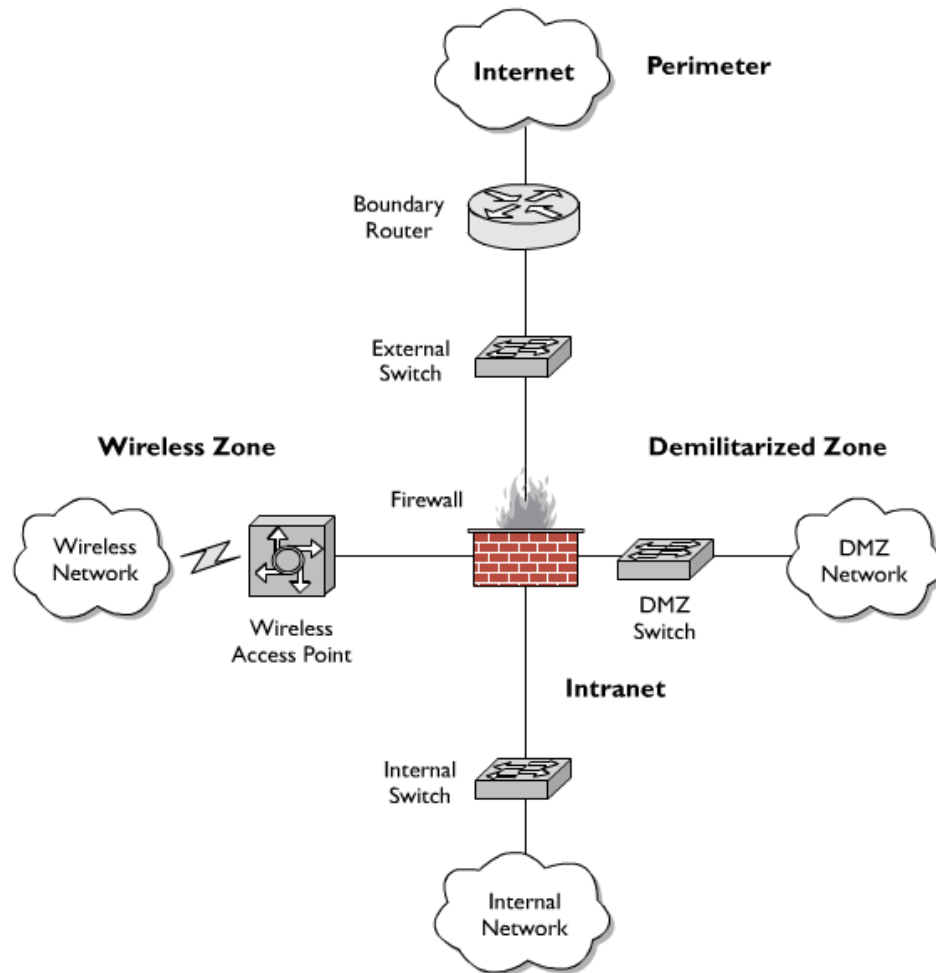 Internet
Perimeter
Boundary
Router
External
Switch
Wireless Zone
Demilitarized Zone
Firewall
Wireless
Network
DMZ
Network
Wireless
Access Point
DMZ
Switch
Intranet
Internal
Switch
Internal
Network